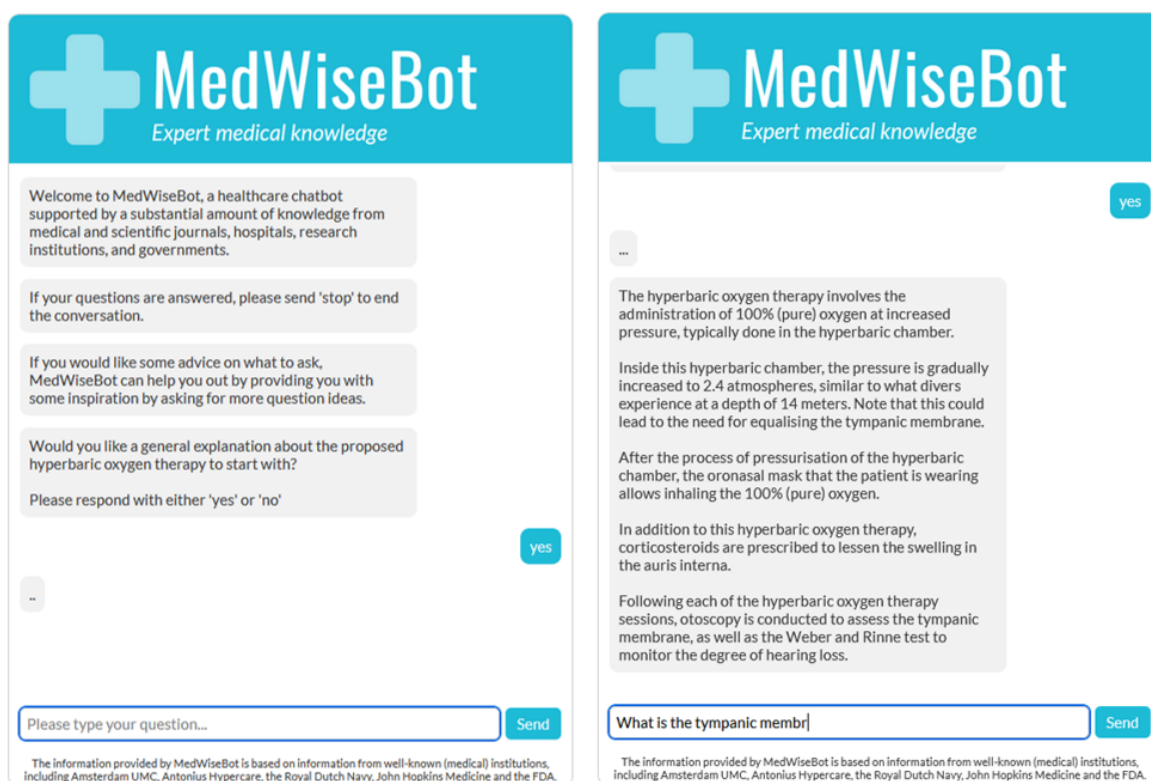 MedWiseBot
Expert medical knowledge
Welcome to MedWiseBot, a healthcare chatbot
supported by a substantial amount of knowledge from
medical and scientific journals, hospitals, research
institutions, and governments.
If your questions are answered, please send 'stop' to end
the conversation.
If you would like some advice on what to ask,
MedWiseBot can help you out by providing you with
some inspiration by asking for more question ideas.
Would you like a general explanation about the proposed
hyperbaric oxygen therapy to start with?
Please respond with either 'yes' or 'no'
yes
..
Please type your question...
Send
The information provided by MedWiseBot is based on information from well-known (medical) institutions,
including Amsterdam UMC, Antonius Hypercare, the Royal Dutch Navy, John Hopkins Medicine and the FDA.
MedWiseBot
Expert medical knowledge
yes
...
The hyperbaric oxygen therapy involves the
administration of 100% (pure) oxygen at increased
pressure, typically done in the hyperbaric chamber.
Inside this hyperbaric chamber, the pressure is gradually
increased to 2.4 atmospheres, similar to what divers
experience at a depth of 14 meters. Note that this could
lead to the need for equalising the tympanic membrane.
After the process of pressurisation of the hyperbaric
chamber, the oronasal mask that the patient is wearing
allows inhaling the 100% (pure) oxygen.
In addition to this hyperbaric oxygen therapy,
corticosteroids are prescribed to lessen the swelling in
the auris interna.
Following each of the hyperbaric oxygen therapy
sessions, otoscopy is conducted to assess the tympanic
membrane, as well as the Weber and Rinne test to
monitor the degree of hearing loss.
What is the tympanic membr
Send
The information provided by MedWiseBot is based on information from well-known (medical) institutions,
including Amsterdam UMC, Antonius Hypercare, the Royal Dutch Navy, John Hopkins Medicine and the FDA.